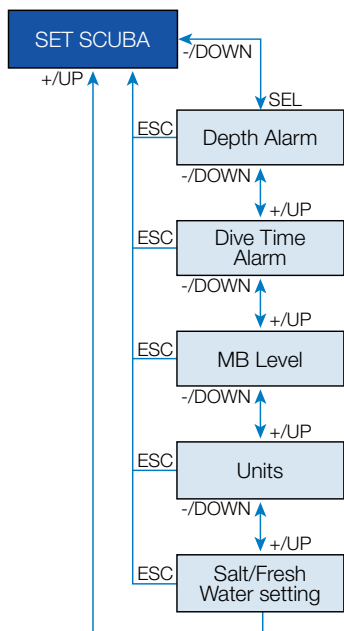 SET SCUBA
-/DOWN
+/UP
SEL
ESC
Depth Alarm
-/DOWN
+/UP
ESC
Dive Time
Alarm
-/DOWN
+/UP
ESC
MB Level
-/DOWN
+/UP
ESC
Units
-/DOWN
+/UP
ESC
Salt/Fresh
Water setting